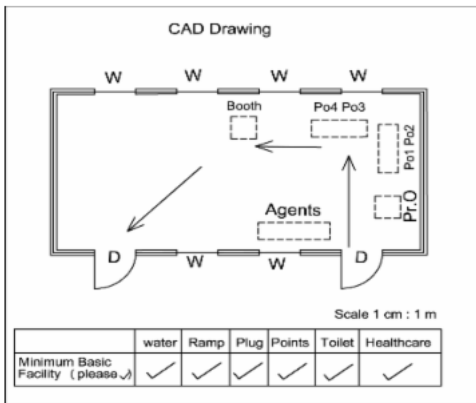 CAD Drawing
W W W W
Booth Po4 Po3
Po1 Po2
Pr.O
Agents
D W W D
Scale 1 cm : 1 m
water Ramp Plug Points Toilet Healthcare
Minimum Basic
Facility ( please ✓) ✓ ✓ ✓ ✓ ✓ ✓